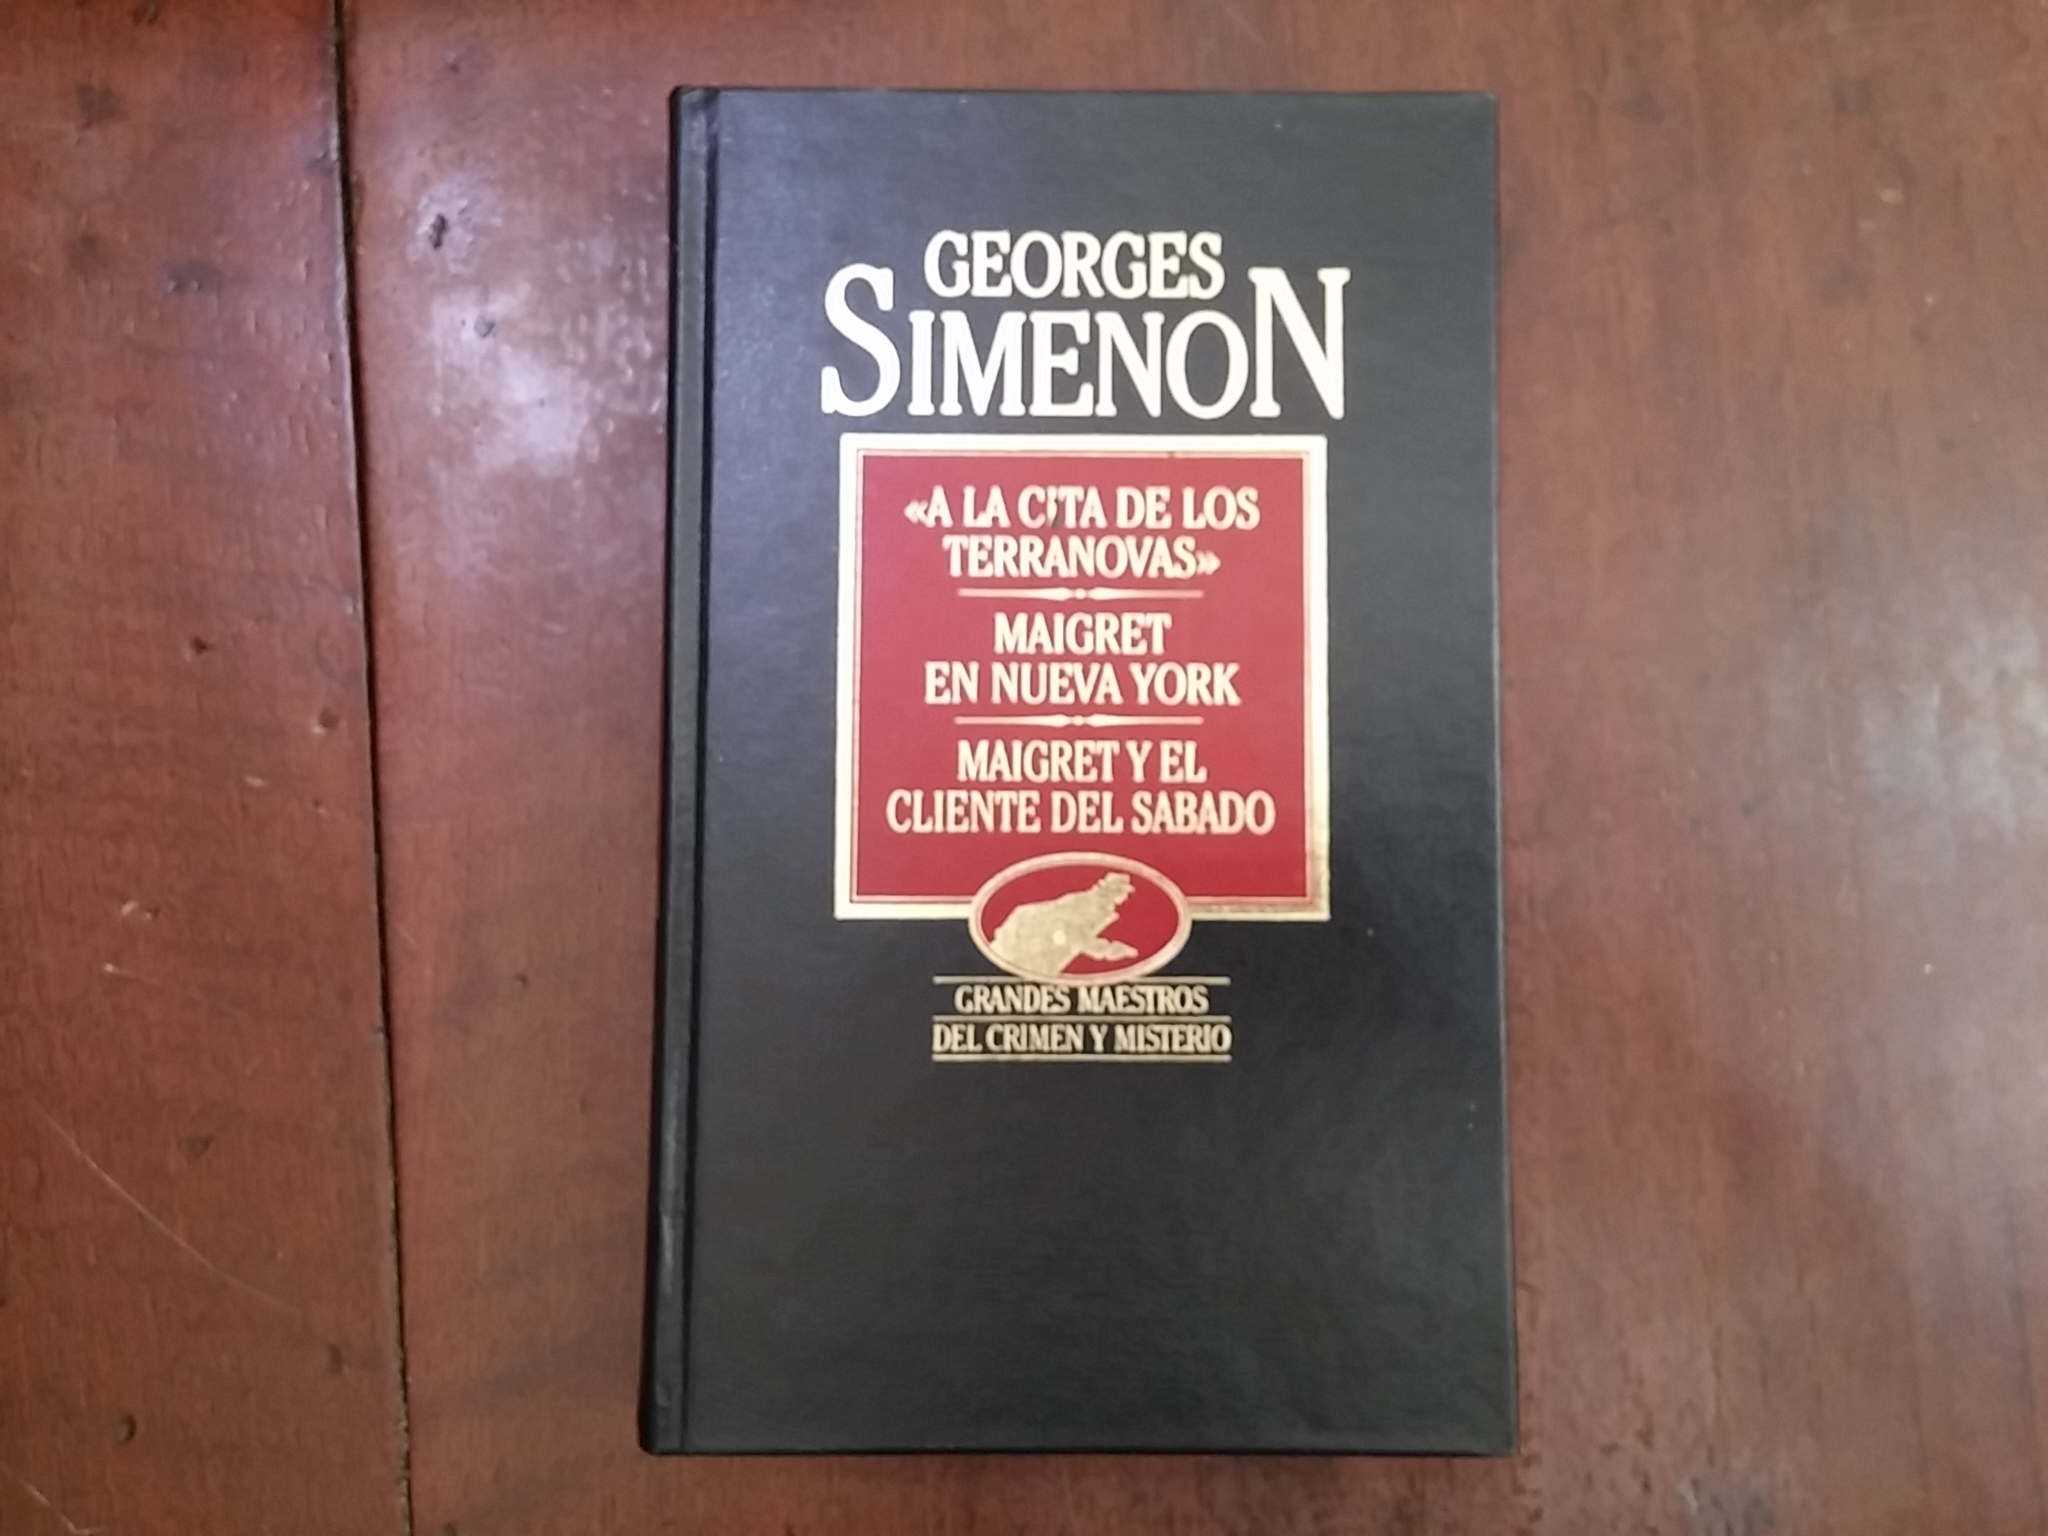 GEORGES
SIMENON
«A LA CITA DE LOS
TERRANOVAS»
MAIGRET
EN NUEVA YORK
MAIGRET Y EL
CLIENTE DEL SABADO
GRANDES MAESTROS
DEL CRIMEN Y MISTERIO